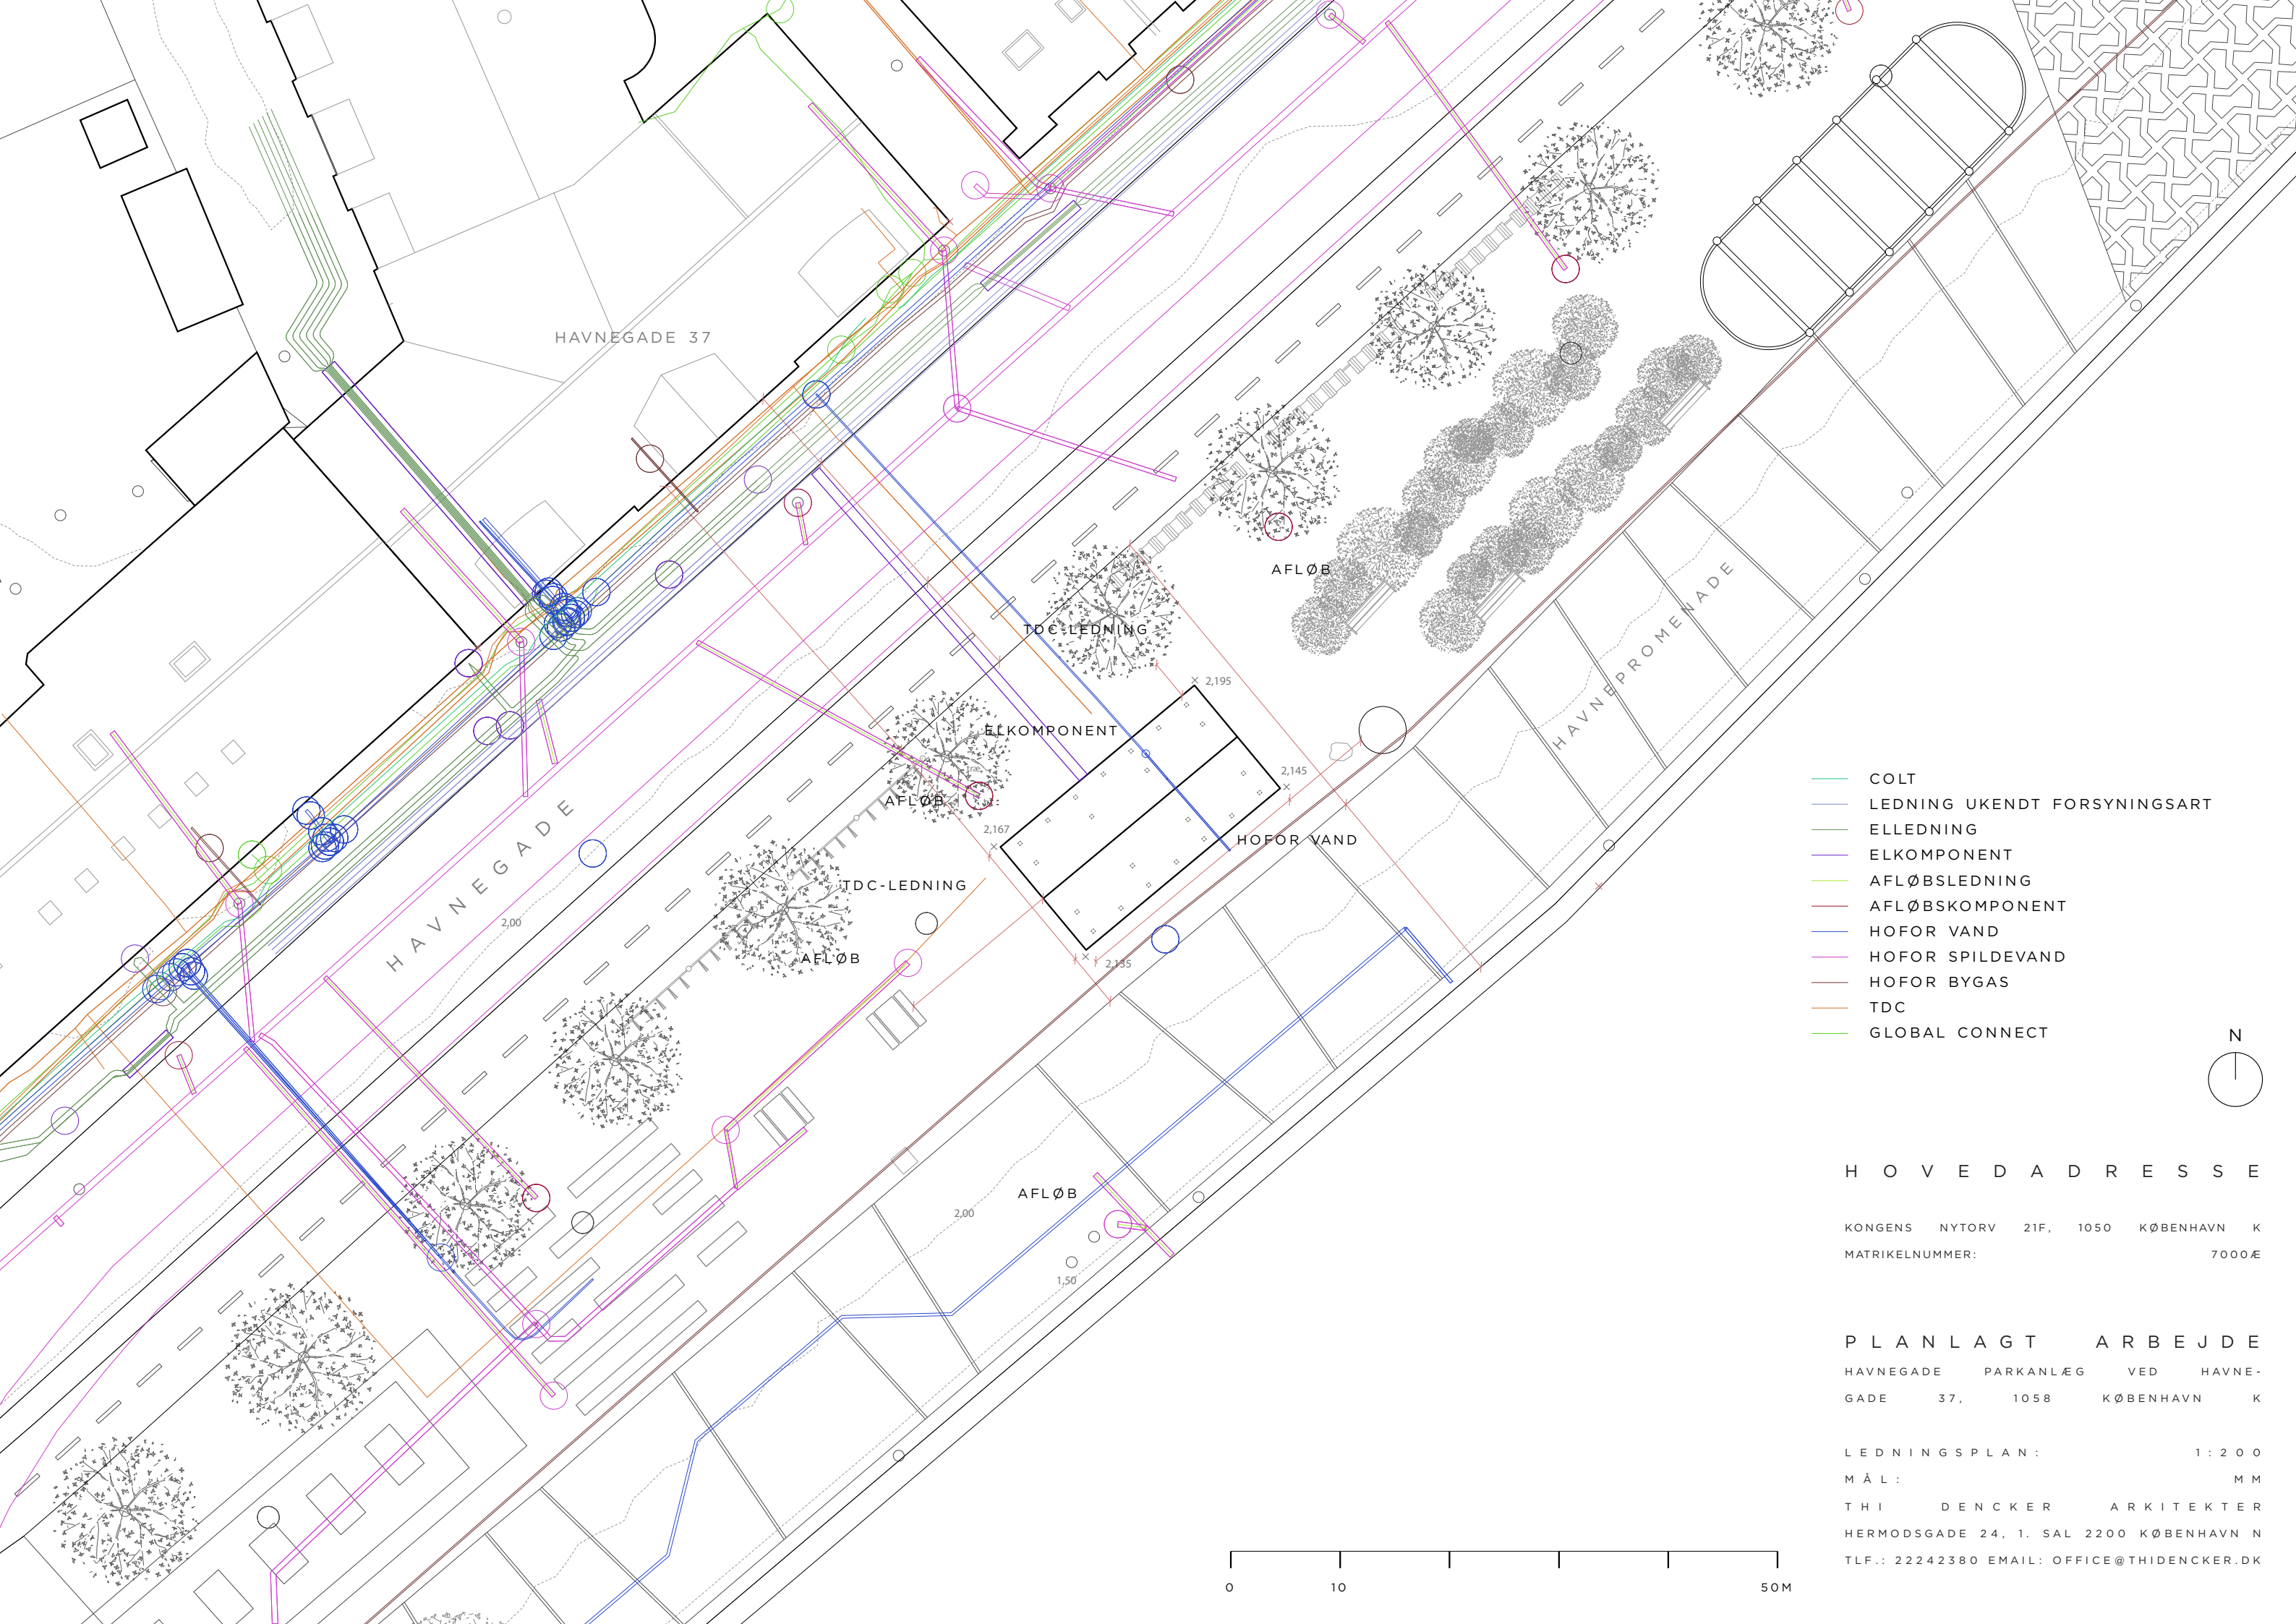 HAVNEGADE 37
AFLØB
TDC-LEDNING
HAVNEPROMENADE
2,195
ELKOMPONENT
2,145
AFLØB
2,167
HOFOR VAND
HAVNEGADE
2.00
TDC-LEDNING
AFLØB
2,135
AFLØB
2,00
1,50
COLT
LEDNING UKENDT FORSYNINGSART
ELLEDNING
ELKOMPONENT
AFLØBSLEDNING
AFLØBSKOMPONENT
HOFOR VAND
HOFOR SPILDEVAND
HOFOR BYGAS
TDC
GLOBAL CONNECT
N
HOVEDADRESSE
KONGENS NYTORV 21F, 1050 KØBENHAVN K
MATRIKELNUMMER: 7000Æ
PLANLAGT ARBEJDE
HAVNEGADE PARKANLÆG VED HAVNE-
GADE 37, 1058 KØBENHAVN K
LEDNINGSPLAN: 1:200
MÅL: MM
THI DENCKER ARKITEKTER
HERMODSGADE 24, 1. SAL 2200 KØBENHAVN N
TLF.: 22242380 EMAIL: OFFICE@THIDENCKER.DK
0 10 50M